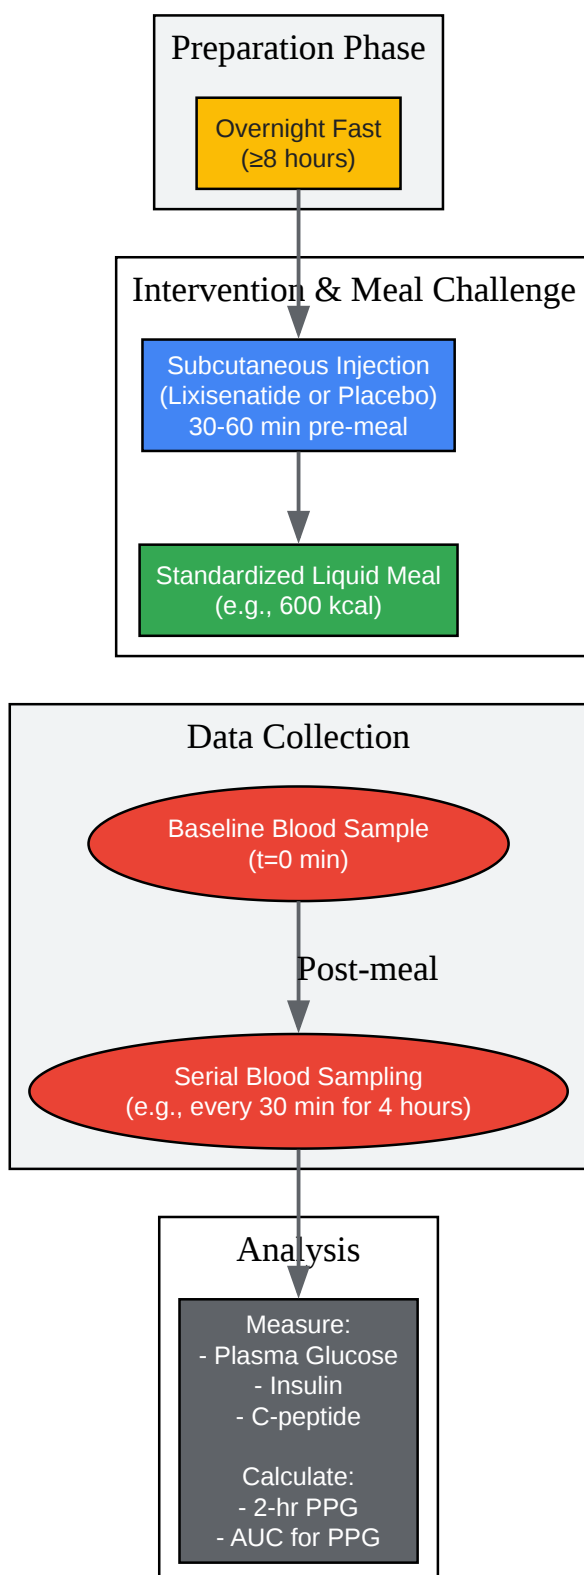 Preparation Phase
Overnight Fast
(≥8 hours)
Intervention & Meal Challenge
Subcutaneous Injection
(Lixisenatide or Placebo)
30-60 min pre-meal
Standardized Liquid Meal
(e.g., 600 kcal)
Data Collection
Baseline Blood Sample
(t=0 min)
Post-meal
Serial Blood Sampling
(e.g., every 30 min for 4 hours)
Analysis
Measure:
- Plasma Glucose
- Insulin
- C-peptide
Calculate:
- 2-hr PPG
- AUC for PPG